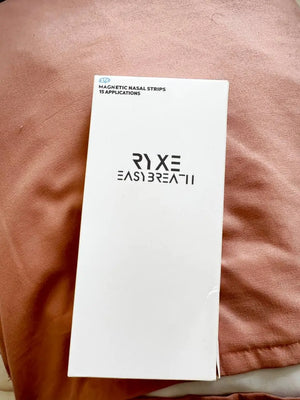 MAGNETIC NASAL STRIPS
15 APPLICATIONS
RYXE
EASYBREATH